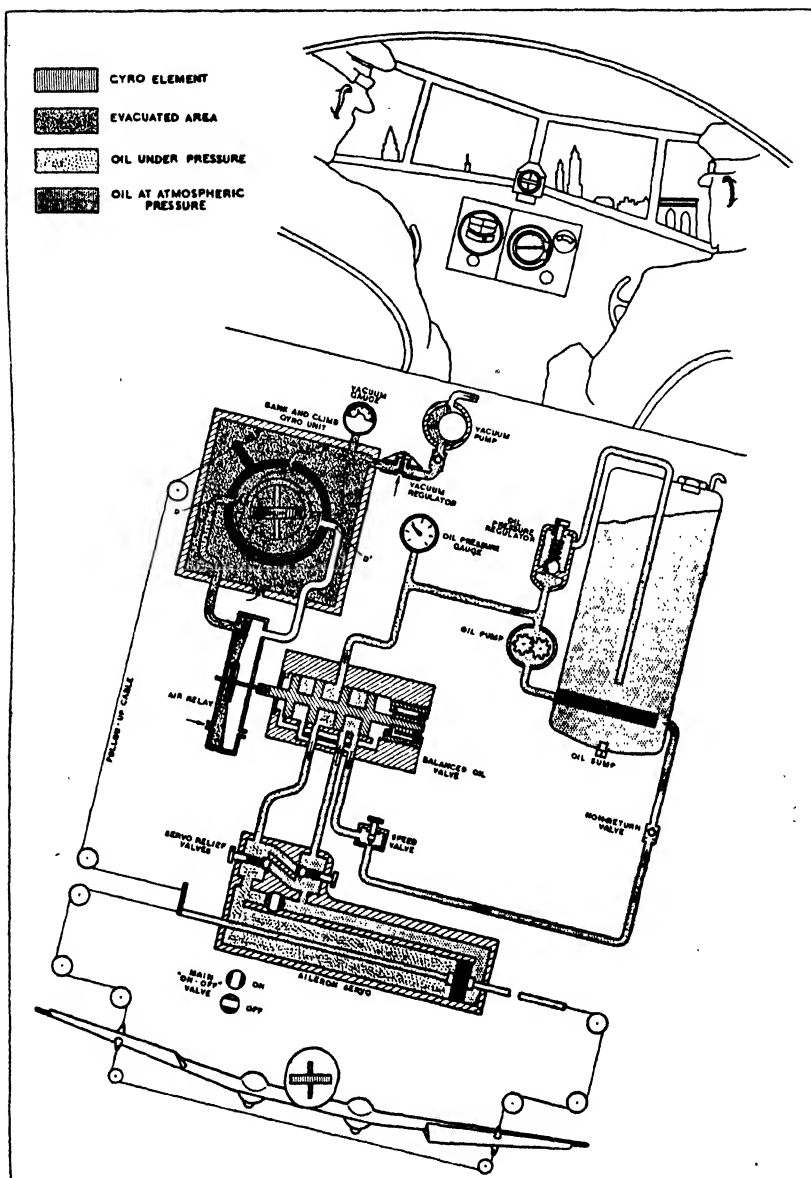 GYRO ELEMENT
EVACUATED AREA
OIL UNDER PRESSURE
OIL AT ATMOSPHERIC
PRESSURE
VACUUM
GAUGE
BANK AND CLIMB
GYRO UNIT
VACUUM
PUMP
VACUUM
REGULATOR
OIL
PRESSURE
REGULATOR
OIL PRESSURE
GAUGE
OIL PUMP
AIR RELAY
FOLLOW-UP CABLE
OIL SUMP
BALANCED OIL
VALVE
NON-RETURN
VALVE
SPEED
VALVE
SERVO RELIEF
VALVES
MAIN
"ON-OFF"
VALVE
ON
OFF
AILERON SERVO